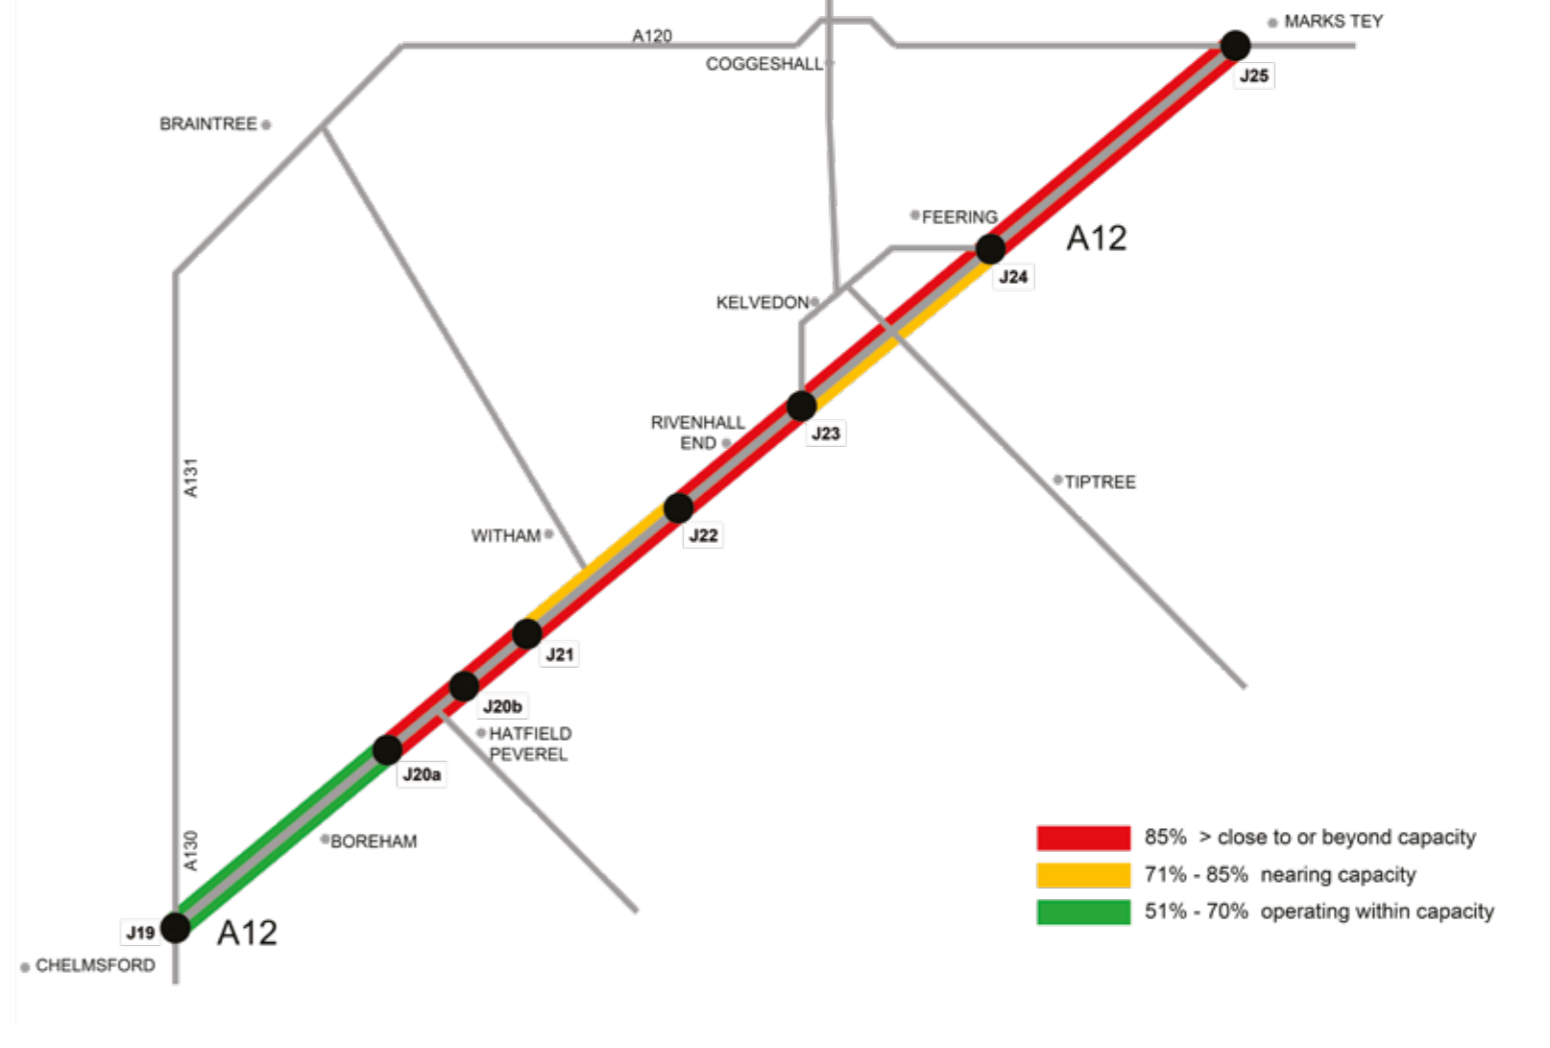 MARKS TEY
A120
COGGESHALL
J25
BRAINTREE
FEERING
A12
J24
KELVEDON
RIVENHALL
END
J23
A131
TIPTREE
WITHAM
J22
J21
J20b
HATFIELD
PEVEREL
J20a
A130
BOREHAM
85% > close to or beyond capacity
71% - 85% nearing capacity
51% - 70% operating within capacity
J19
A12
CHELMSFORD